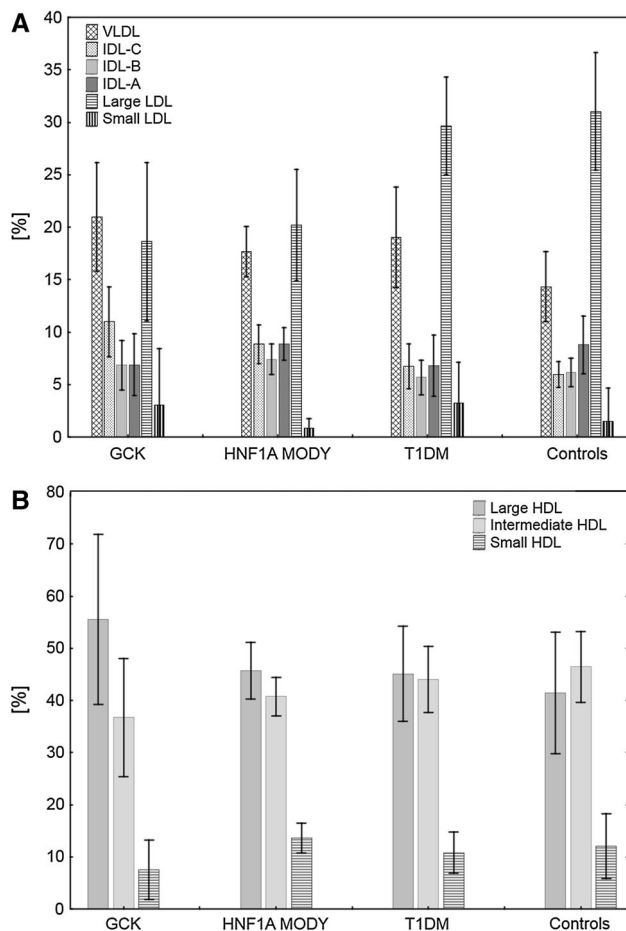 A
40
35
30
25
20
15
10
5
0
[%]
VLDL
IDL-C
IDL-B
IDL-A
Large LDL
Small LDL
GCK HNF1A MODY T1DM Controls
B
80
70
60
50
40
30
20
10
0
[%]
Large HDL
Intermediate HDL
Small HDL
GCK HNF1A MODY T1DM Controls